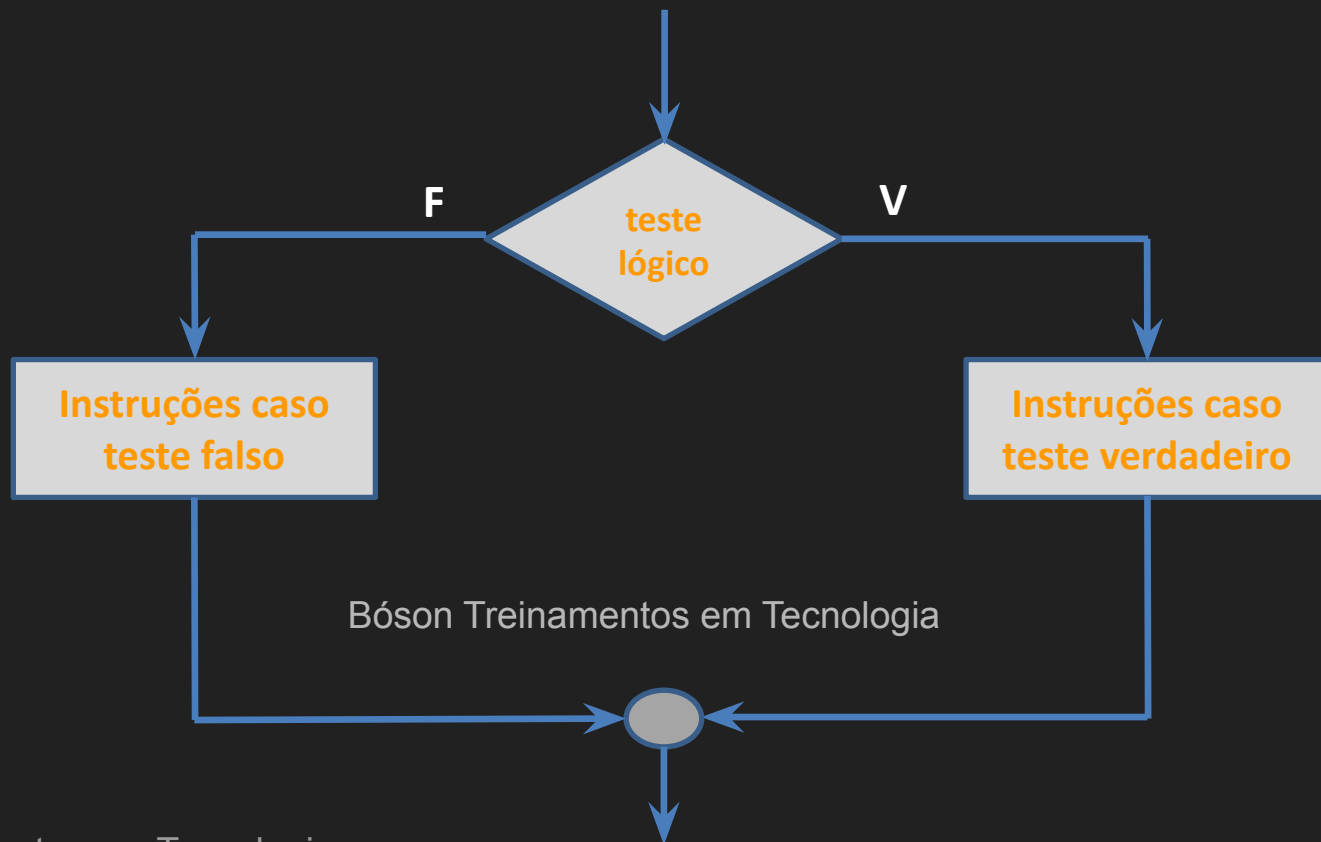 F
V
teste
lógico
Instruções caso
teste falso
Instruções caso
teste verdadeiro
Bóson Treinamentos em Tecnologia